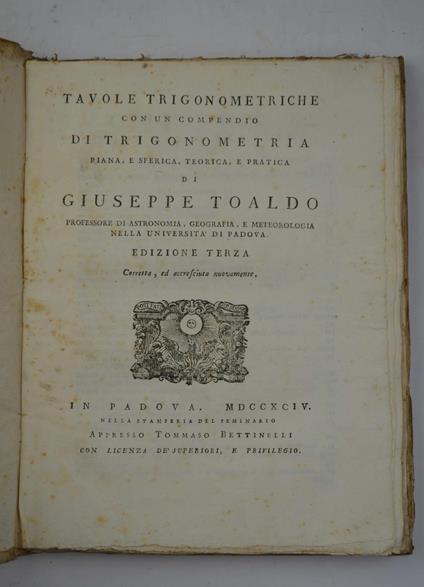 TAVOLE TRIGONOMETRICHE
CON UN COMPENDIO
DI TRIGONOMETRIA
PIANA, E SFERICA, TEORICA, E PRATICA
DI
GIUSEPPE TOALDO
PROFESSORE DI ASTRONOMIA, GEOGRAFIA, E METEOROLOGIA
NELLA UNIVERSITA' DI PADOVA.
EDIZIONE TERZA
Corretta, ed accresciuta nuovamente.
IN PADOVA. MDCCXCIV.
NELLA STAMPERIA DEL SEMINARIO
APPRESSO TOMMASO BETTINELLI
CON LICENZA DE' SUPERIORI, E PRIVILEGIO.